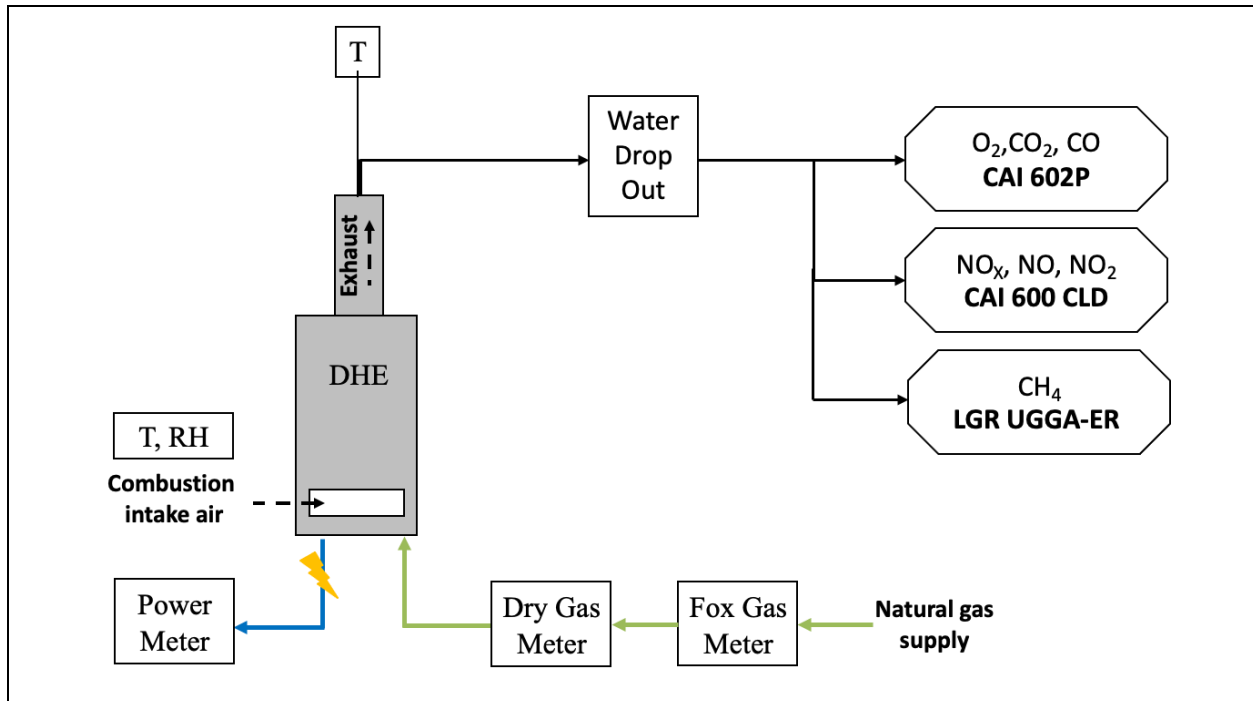 T
Water
Drop
Out
O₂,CO₂, CO
CAI 602P
Exhaust
NOₓ, NO, NO₂
CAI 600 CLD
DHE
CH₄
LGR UGGA-ER
T, RH
Combustion
intake air
Power
Meter
Dry Gas
Meter
Fox Gas
Meter
Natural gas
supply